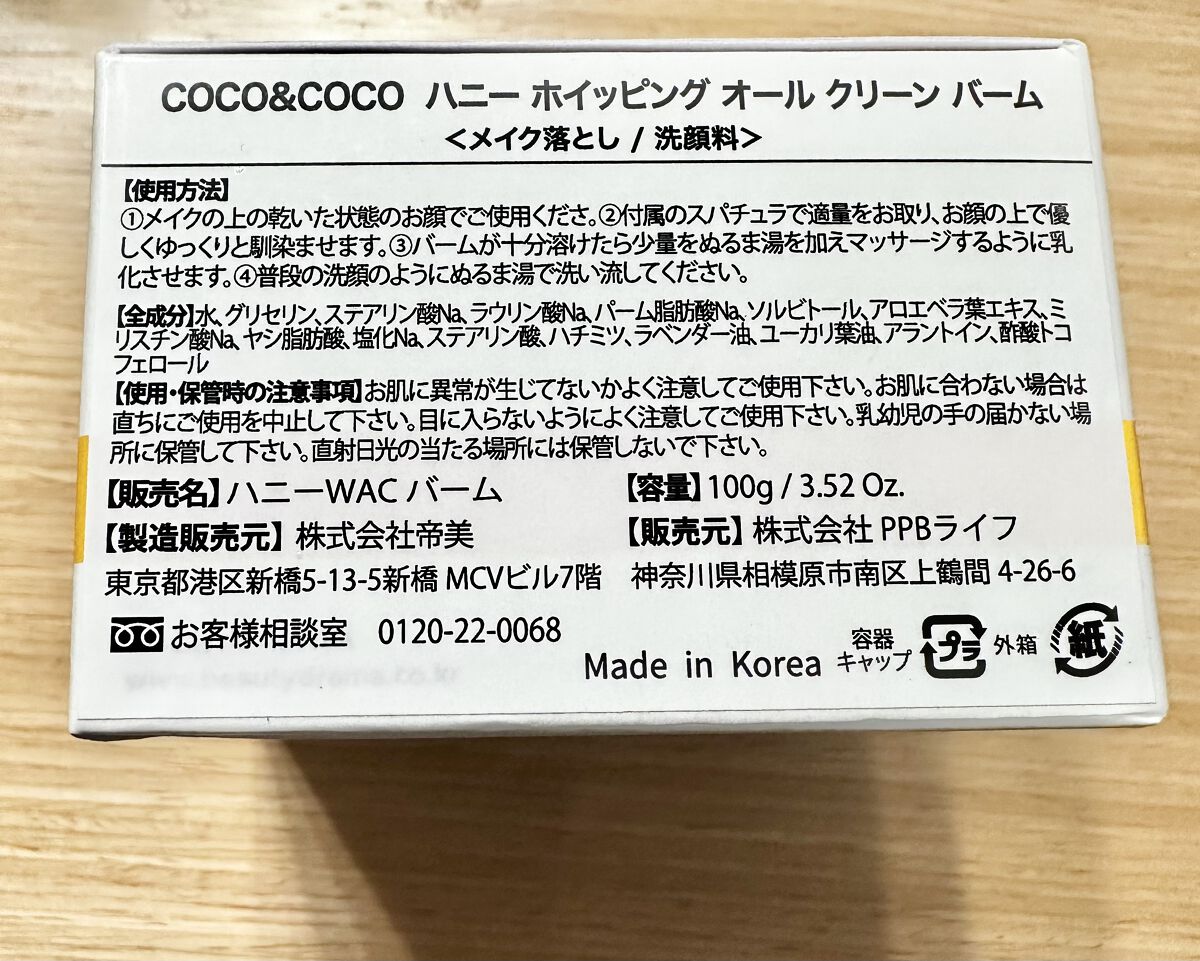 COCO&COCO ハニー ホイッピング オール クリーン バーム
<メイク落とし / 洗顔料>
【使用方法】
①メイクの上の乾いた状態のお顔でご使用くださ。②付属のスパチュラで適量をお取り、お顔の上で優
しくゆっくりと馴染ませます。③バームが十分溶けたら少量をぬるま湯を加えマッサージするように乳
化させます。④普段の洗顔のようにぬるま湯で洗い流してください。
【全成分】水、グリセリン、ステアリン酸Na、ラウリン酸Na、パーム脂肪酸Na、ソルビトール、アロエベラ葉エキス、ミ
リスチン酸Na、ヤシ脂肪酸、塩化Na、ステアリン酸、ハチミツ、ラベンダー油、ユーカリ葉油、アラントイン、酢酸トコ
フェロール
【使用・保管時の注意事項】お肌に異常が生じてないかよく注意してご使用下さい。お肌に合わない場合は
直ちにご使用を中止して下さい。目に入らないようによく注意してご使用下さい。乳幼児の手の届かない場
所に保管して下さい。直射日光の当たる場所には保管しないで下さい。
【販売名】ハニーWAC バーム 【容量】100g / 3.52 Oz.
【製造販売元】株式会社帝美 【販売元】株式会社 PPBライフ
東京都港区新橋5-13-5新橋 MCVビル7階 神奈川県相模原市南区上鶴間 4-26-6
お客様相談室 0120-22-0068
Made in Korea
容器
キャップ
プラ
外箱
紙